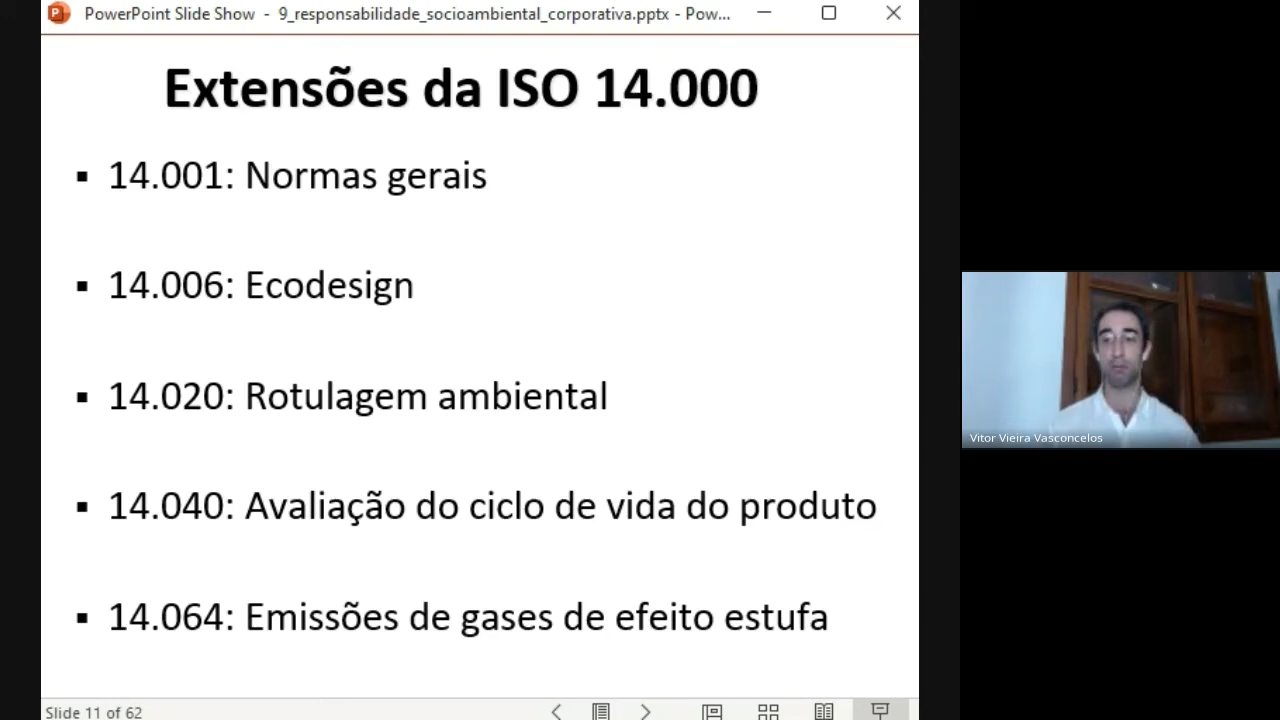 PowerPoint Slide Show - 9_responsabilidade_socioambiental_corporativa.pptx - Pow...
Extensões da ISO 14.000
▪ 14.001: Normas gerais
▪ 14.006: Ecodesign
▪ 14.020: Rotulagem ambiental
▪ 14.040: Avaliação do ciclo de vida do produto
▪ 14.064: Emissões de gases de efeito estufa
Vitor Vieira Vasconcelos
Slide 11 of 62